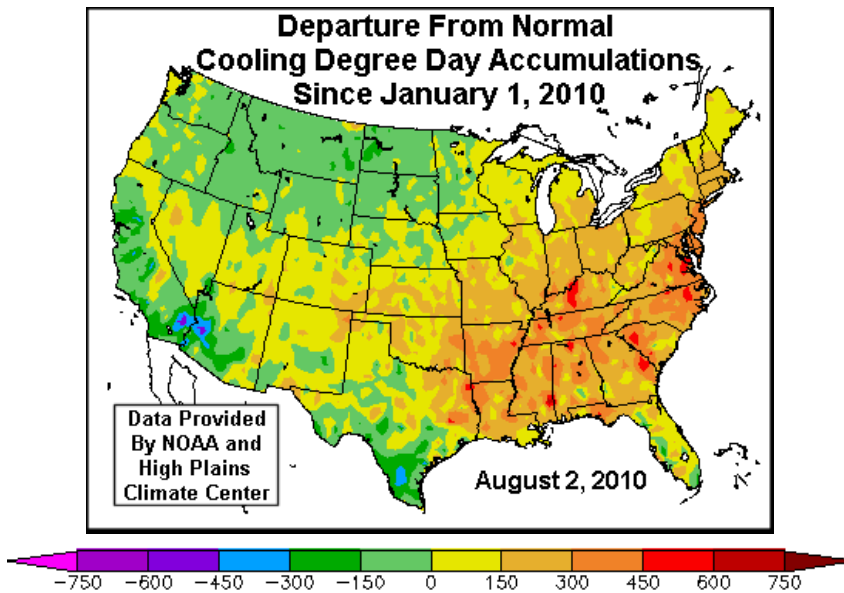 Departure From Normal
Cooling Degree Day Accumulations
Since January 1, 2010
Data Provided
By NOAA and
High Plains
Climate Center
August 2, 2010
−750 −600 −450 −300 −150 0 150 300 450 600 750